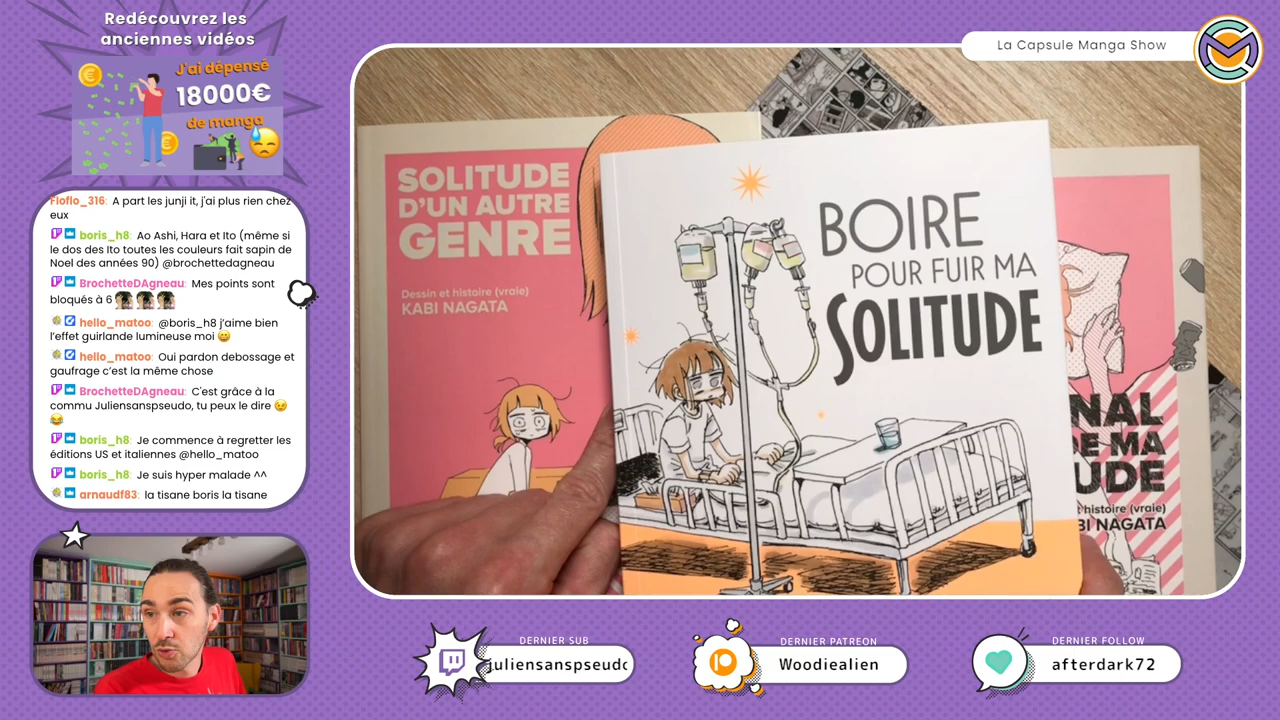 Redécouvrez les
anciennes vidéos
J'ai dépensé
18000€
de manga
Floflo_316: A part les junji it, j'ai plus rien chez
eux
boris_h8: Ao Ashi, Hara et Ito (même si
le dos des Ito toutes les couleurs fait sapin de
Noel des années 90) @brochettedagneau
BrochetteDAgneau: Mes points sont
bloqués à 6
hello_matoo: @boris_h8 j'aime bien
l'effet guirlande lumineuse moi 😄
hello_matoo: Oui pardon debossage et
gaufrage c'est la même chose
BrochetteDAgneau: C'est grâce à la
commu Juliensanspseudo, tu peux le dire 😉
😂
boris_h8: Je commence à regretter les
éditions US et italiennes @hello_matoo
boris_h8: Je suis hyper malade ^^
arnaudf83: la tisane boris la tisane
La Capsule Manga Show
SOLITUDE
D'UN AUTRE
GENRE
Dessin et histoire (vraie)
KABI NAGATA
BOIRE
POUR FUIR MA
SOLITUDE
NAL
DE MA
UDE
t histoire (vraie)
BI NAGATA
DERNIER SUB
juliensanspseudo
DERNIER PATREON
Woodiealien
DERNIER FOLLOW
afterdark72